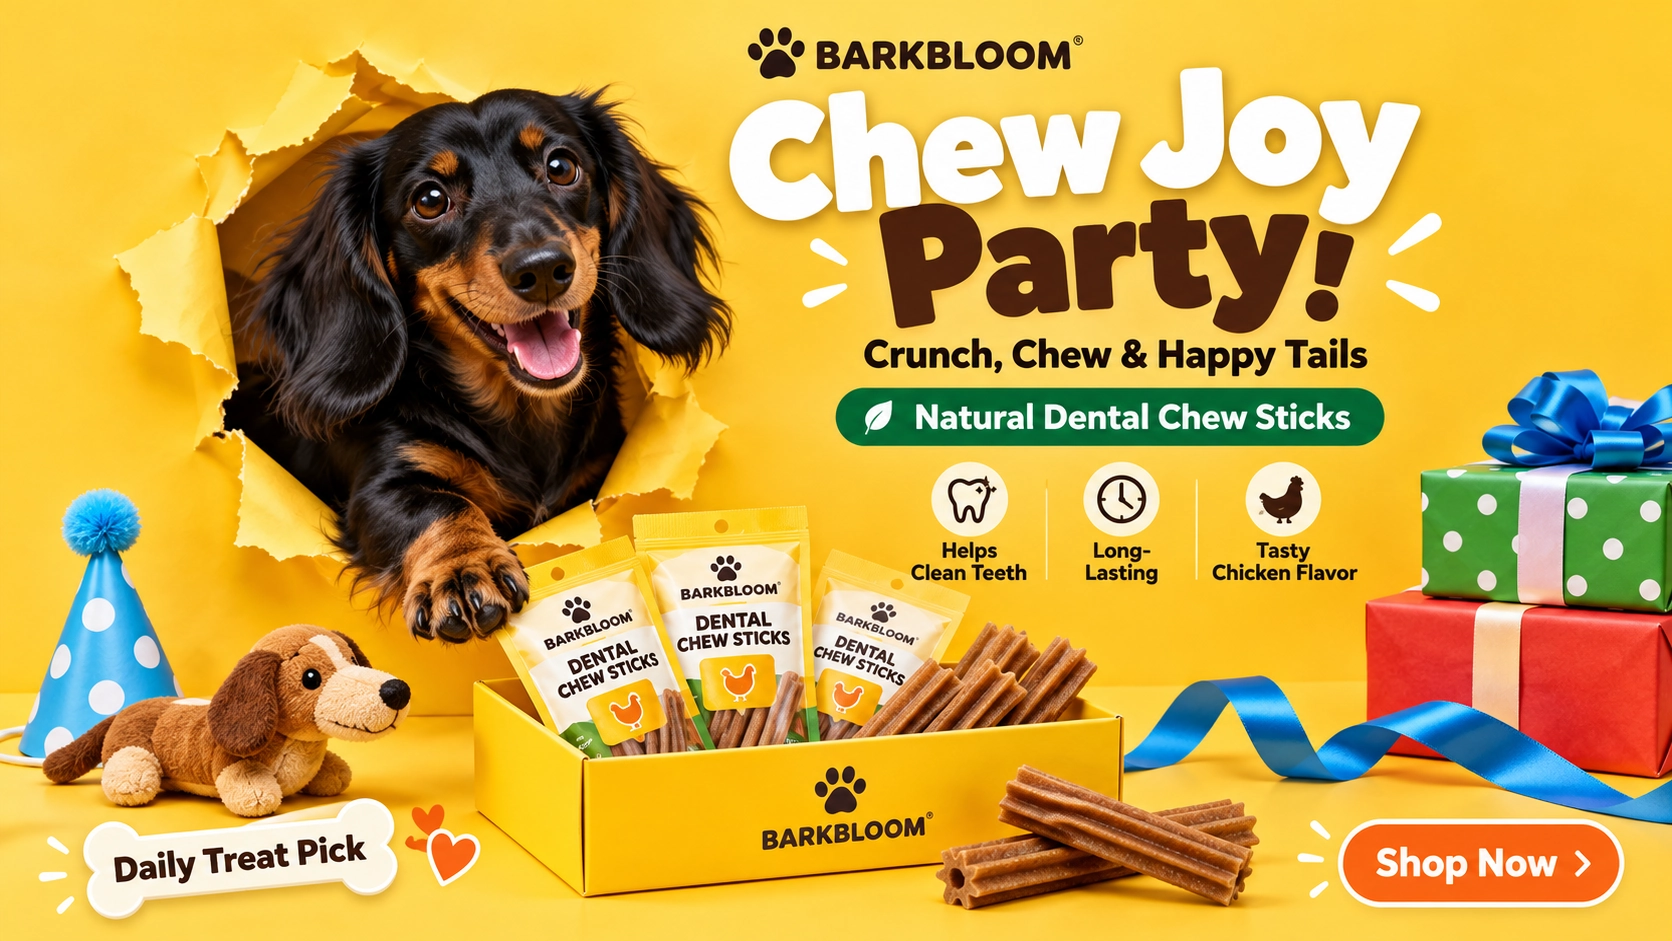 BARKBLOOM®
Chew Joy
Party!
Crunch, Chew & Happy Tails
Natural Dental Chew Sticks
Helps
Clean Teeth
Long-
Lasting
Tasty
Chicken Flavor
BARKBLOOM
DENTAL
CHEW STICKS
BARKBLOOM
DENTAL
CHEW STICKS
BARKBLOOM
DENTAL
CHEW STICKS
BARKBLOOM®
Daily Treat Pick
Shop Now